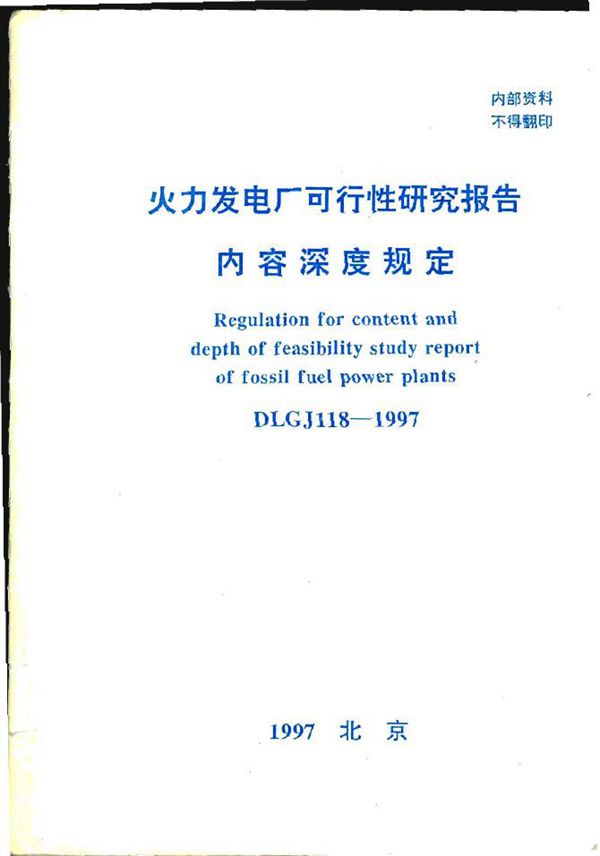 内部资料
不得翻印
火力发电厂可行性研究报告
内容深度规定
Regulation for content and
depth of feasibility study report
of fossil fuel power plants
DLGJ118—1997
1997 北 京